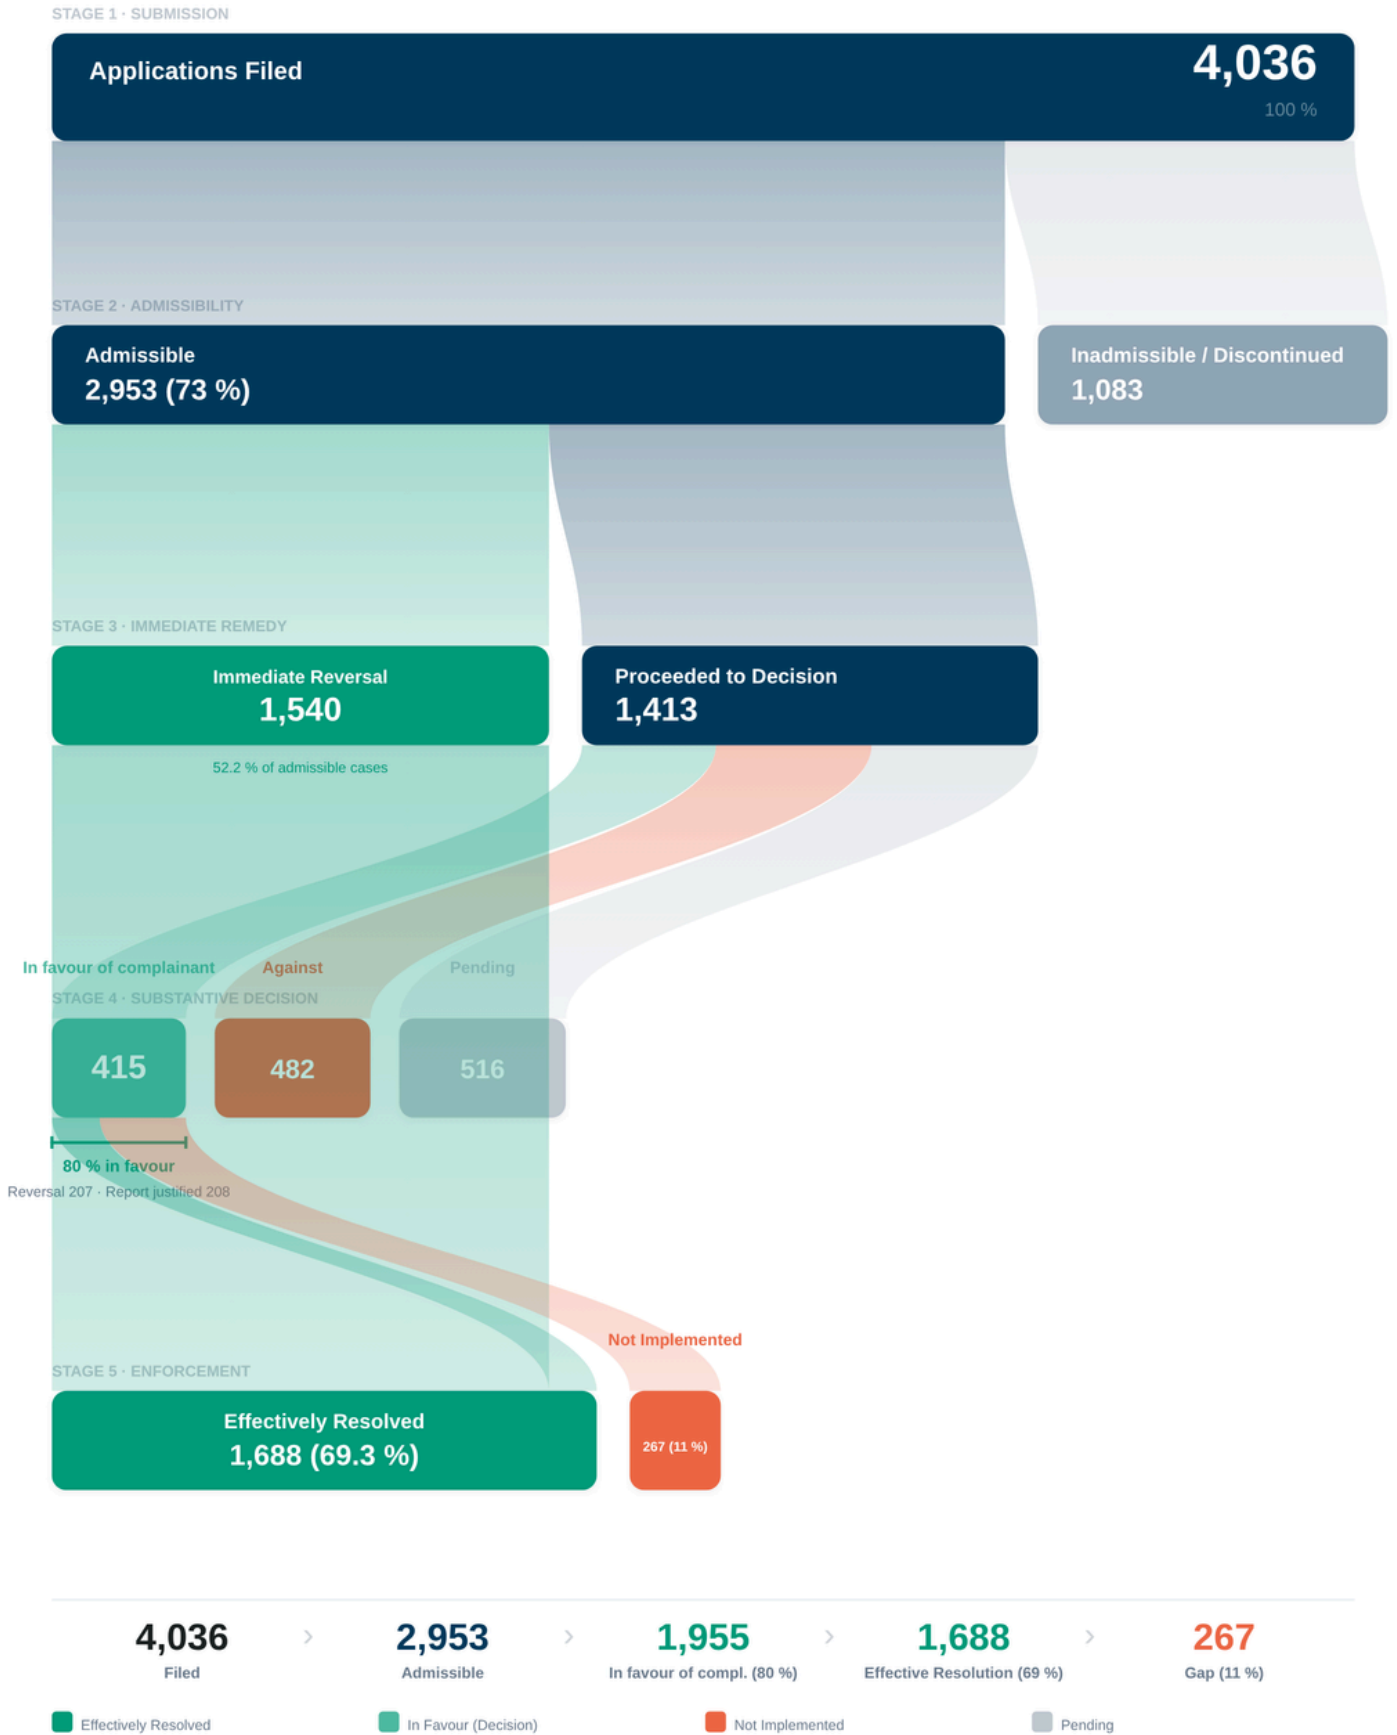 STAGE 1 · SUBMISSION
Applications Filed
4,036
100 %
STAGE 2 · ADMISSIBILITY
Admissible
2,953 (73 %)
Inadmissible / Discontinued
1,083
STAGE 3 · IMMEDIATE REMEDY
Immediate Reversal
1,540
Proceeded to Decision
1,413
52.2 % of admissible cases
In favour of complainant
Against
Pending
STAGE 4 · SUBSTANTIVE DECISION
415
482
516
80 % in favour
Reversal 207 · Report justified 208
Not Implemented
STAGE 5 · ENFORCEMENT
Effectively Resolved
1,688 (69.3 %)
267 (11 %)
4,036 › 2,953 › 1,955 › 1,688 › 267
Filed
Admissible
In favour of compl. (80 %)
Effective Resolution (69 %)
Gap (11 %)
Effectively Resolved
In Favour (Decision)
Not Implemented
Pending